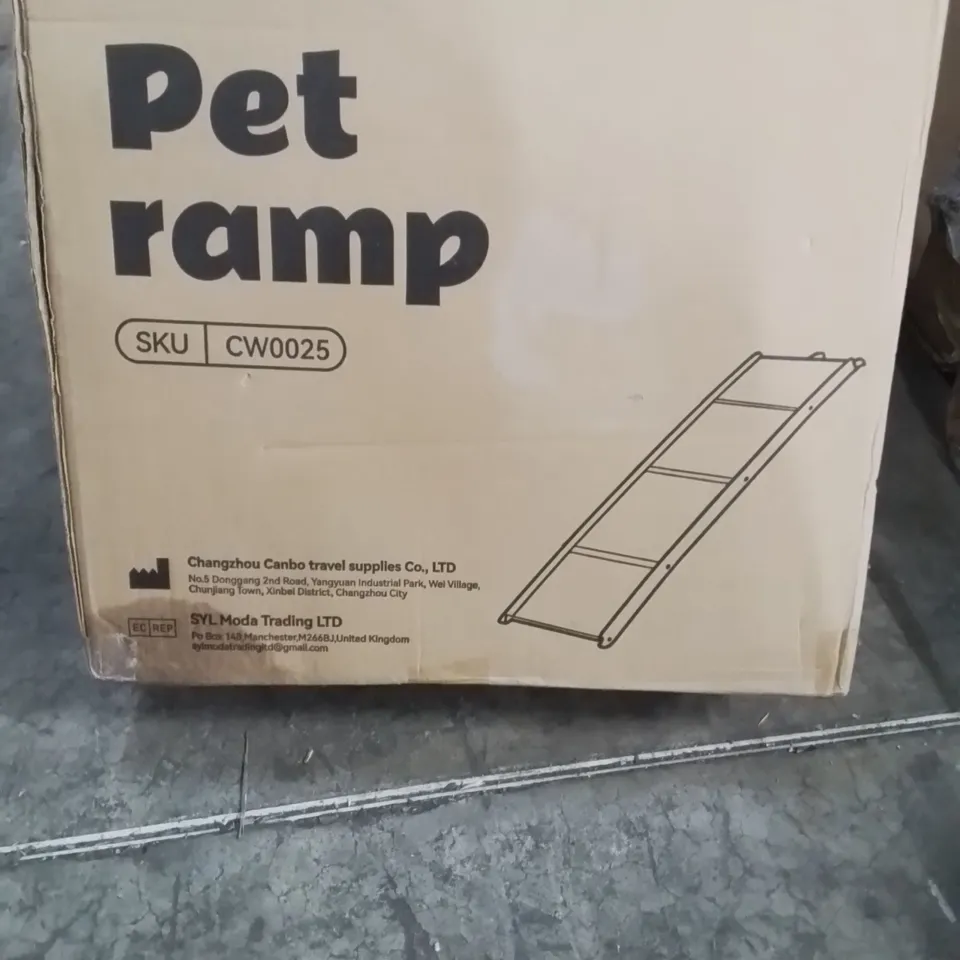 Pet
ramp
SKU CW0025
Changzhou Canbo travel supplies Co., LTD
No.5 Donggang 2nd Road, Yangyuan Industrial Park, Wei Village,
Chunjiang Town, Xinbei District, Changzhou City
EC REP
SYL Moda Trading LTD
Po Box 148,Manchester,M266BJ,United Kingdom
sylmodatradingltd@gmail.com